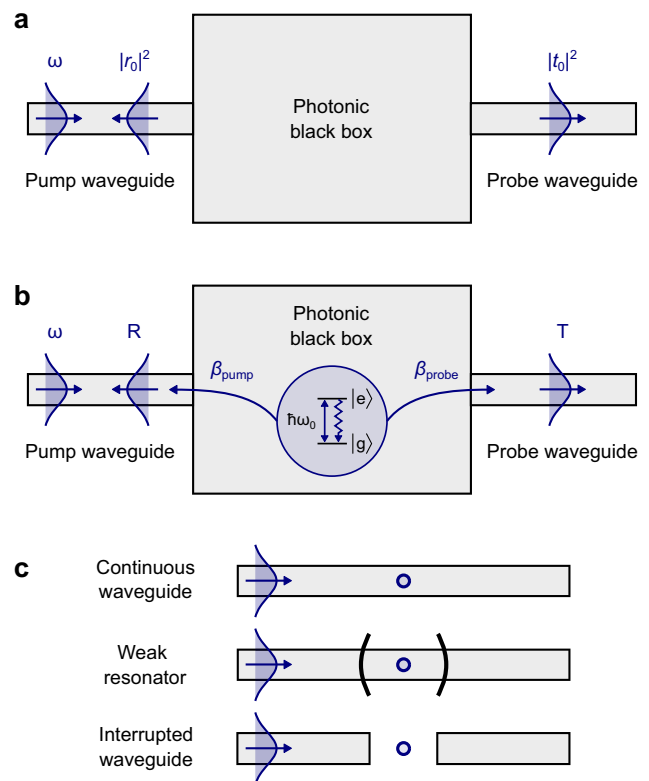 a
ω
|r₀|²
|t₀|²
Photonic
black box
Pump waveguide
Probe waveguide
b
Photonic
black box
ω
R
T
βpump
βprobe
|e⟩
ħω₀
|g⟩
Pump waveguide
Probe waveguide
c
Continuous
waveguide
Weak
resonator
Interrupted
waveguide